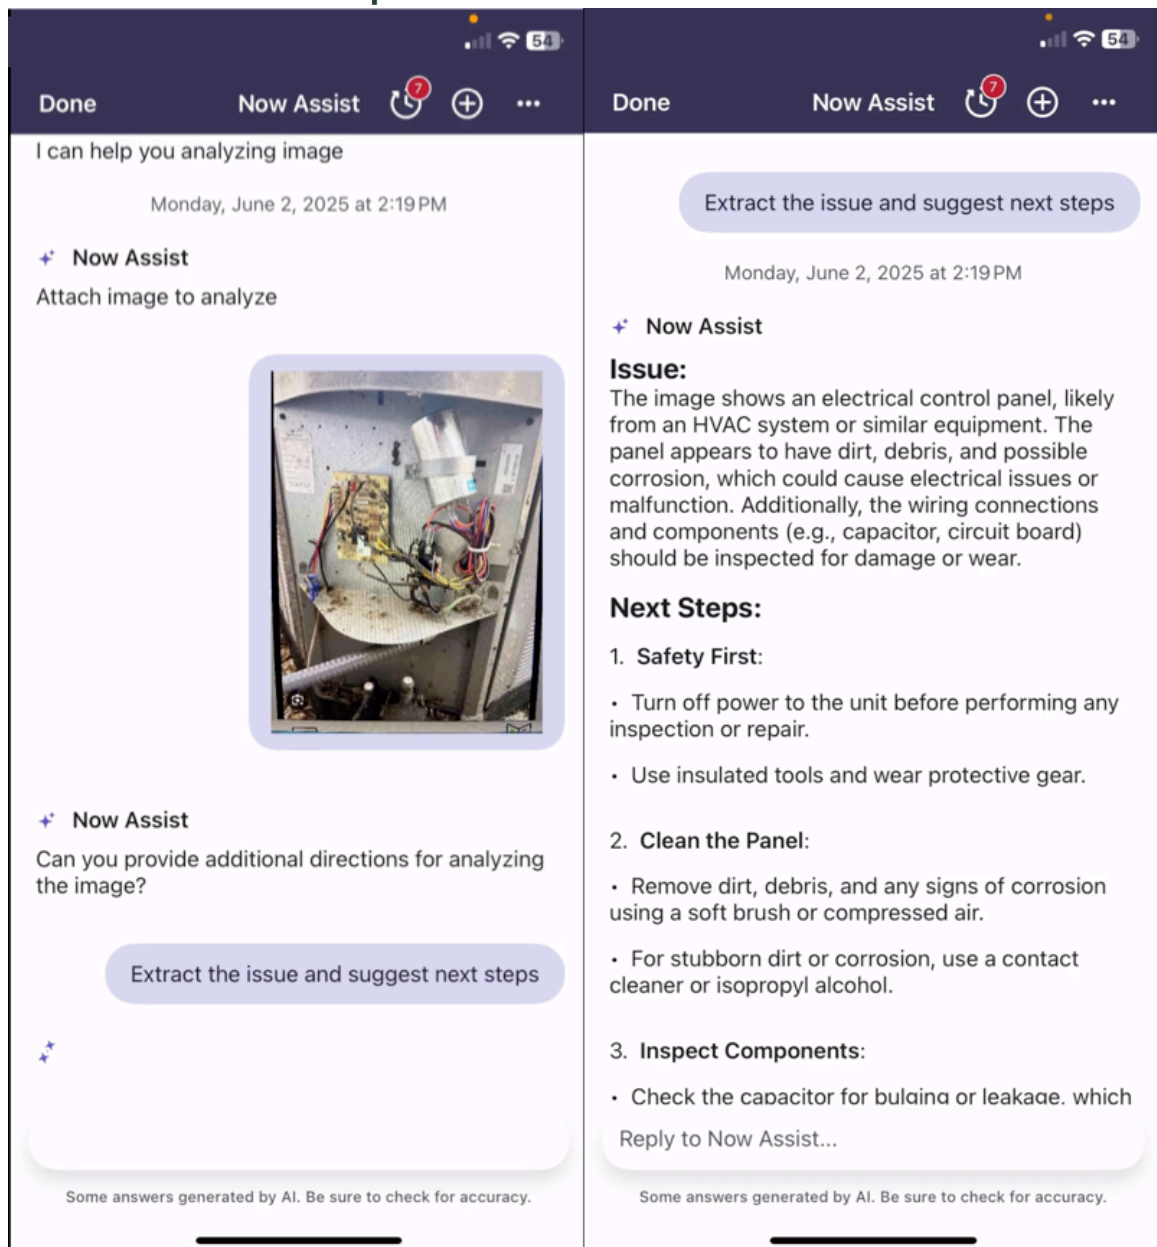 54
Done
Now Assist
7
I can help you analyzing image
Monday, June 2, 2025 at 2:19 PM
Now Assist
Attach image to analyze
Now Assist
Can you provide additional directions for analyzing
the image?
Extract the issue and suggest next steps
Some answers generated by AI. Be sure to check for accuracy.
54
Done
Now Assist
7
Extract the issue and suggest next steps
Monday, June 2, 2025 at 2:19 PM
Now Assist
Issue:
The image shows an electrical control panel, likely
from an HVAC system or similar equipment. The
panel appears to have dirt, debris, and possible
corrosion, which could cause electrical issues or
malfunction. Additionally, the wiring connections
and components (e.g., capacitor, circuit board)
should be inspected for damage or wear.
Next Steps:
1. Safety First:
• Turn off power to the unit before performing any
inspection or repair.
• Use insulated tools and wear protective gear.
2. Clean the Panel:
• Remove dirt, debris, and any signs of corrosion
using a soft brush or compressed air.
• For stubborn dirt or corrosion, use a contact
cleaner or isopropyl alcohol.
3. Inspect Components:
• Check the capacitor for bulging or leakage, which
Reply to Now Assist...
Some answers generated by AI. Be sure to check for accuracy.